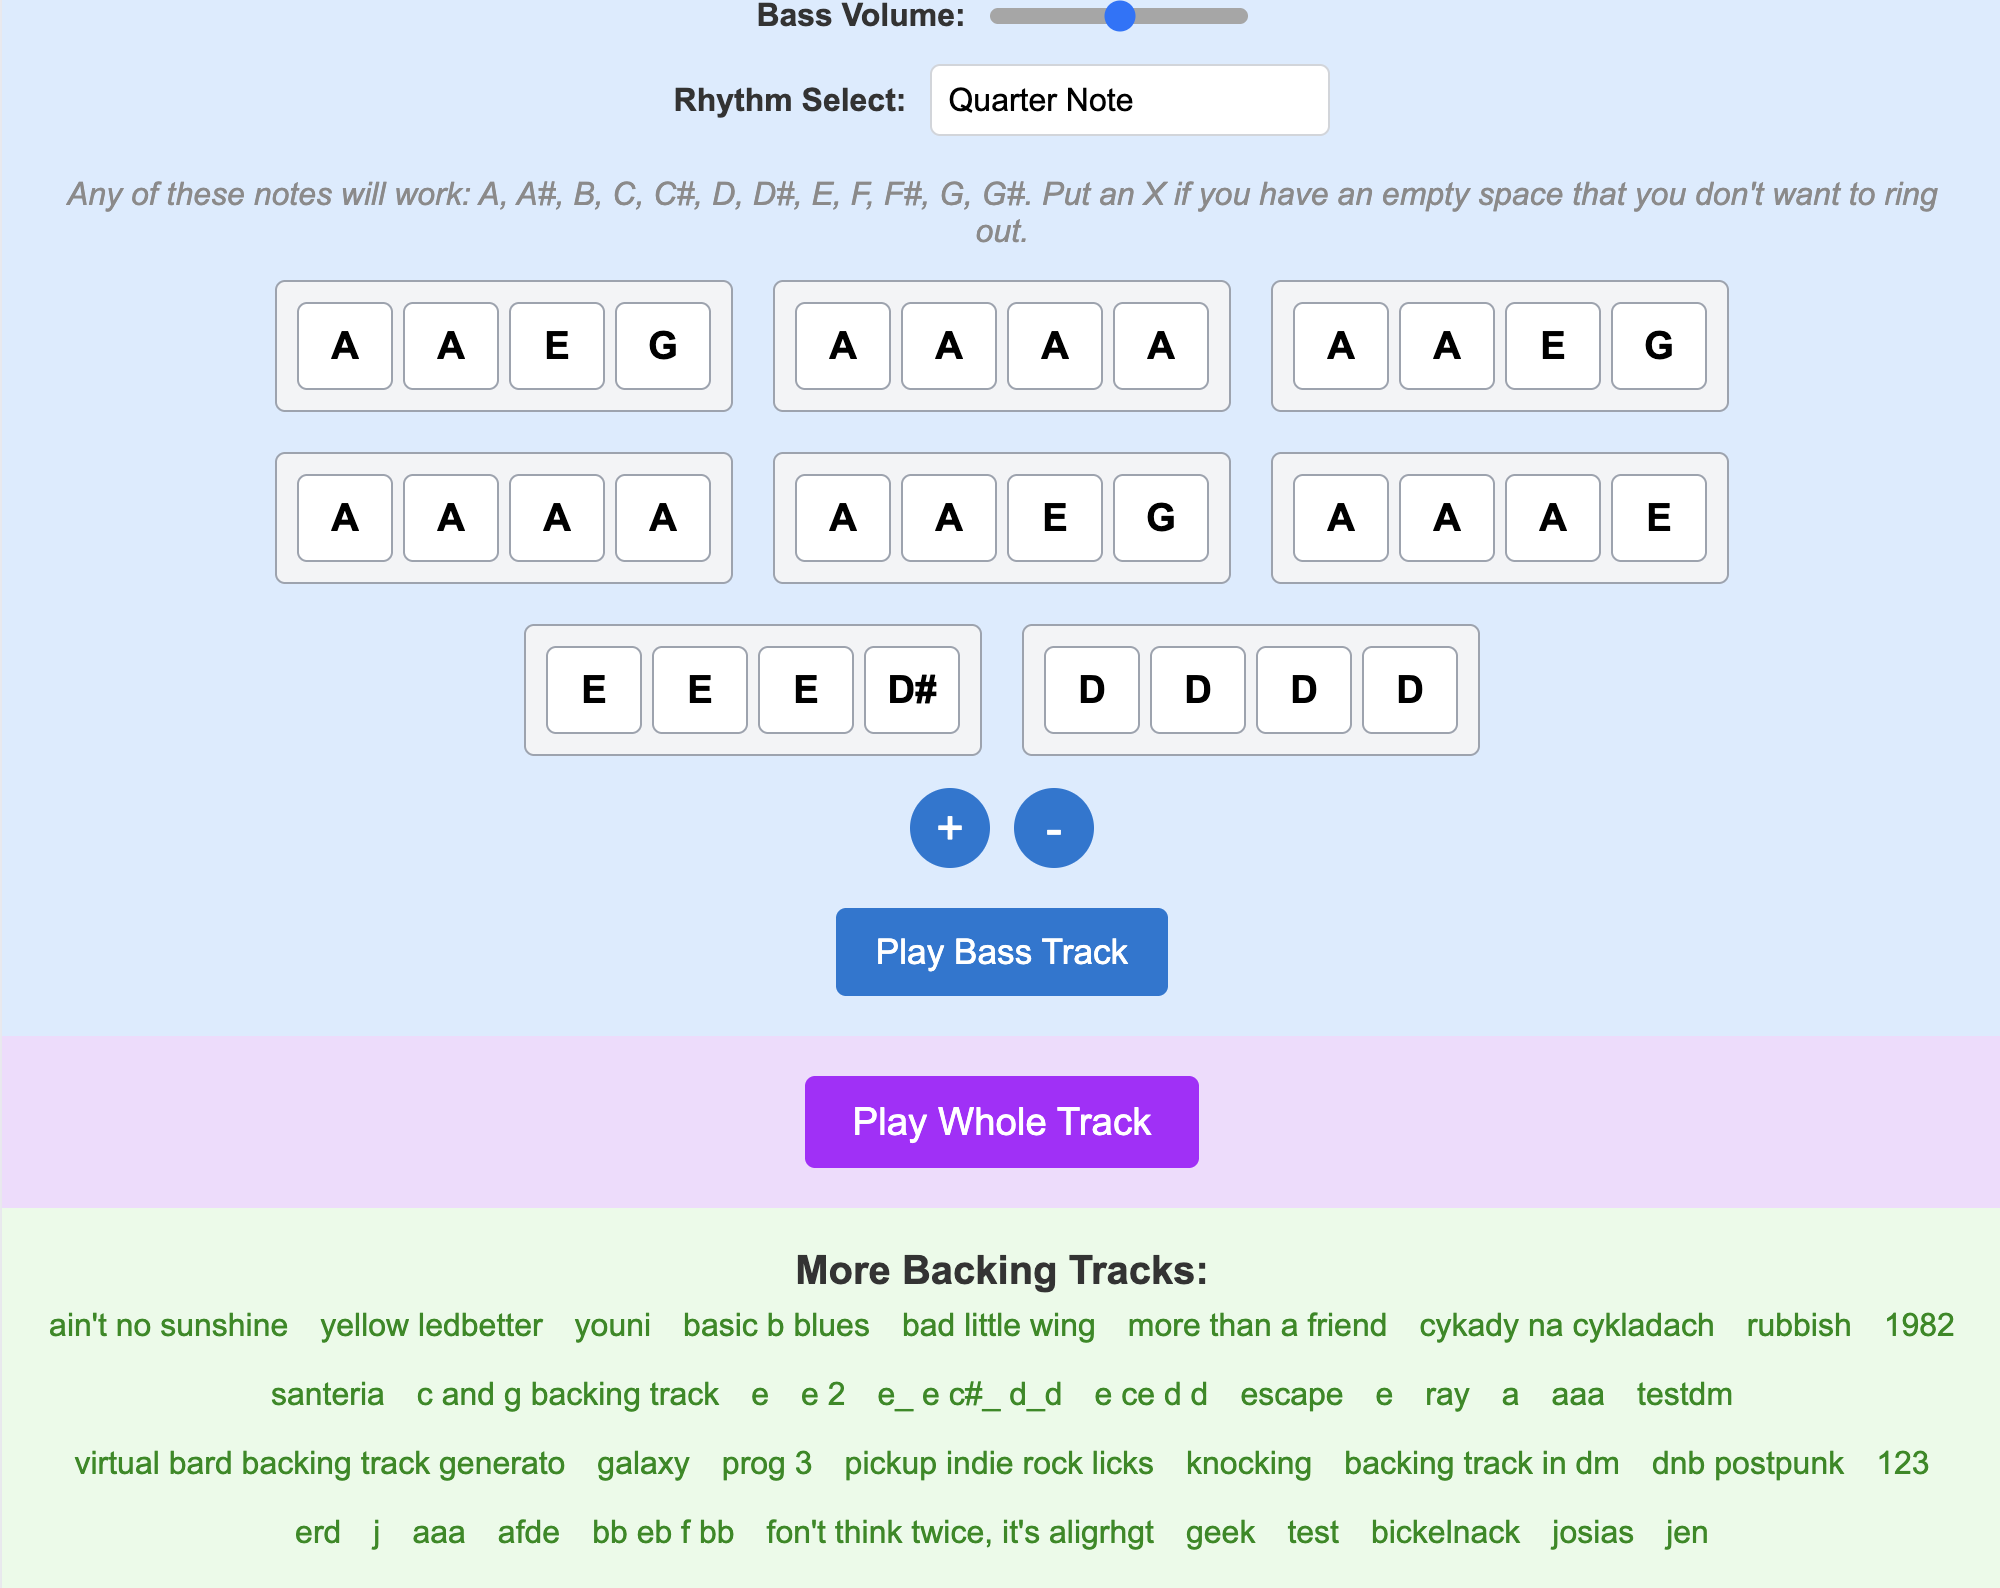 Bass Volume:
Rhythm Select: Quarter Note
Any of these notes will work: A, A#, B, C, C#, D, D#, E, F, F#, G, G#. Put an X if you have an empty space that you don't want to ring
out.
A A E G A A A A A A E G
A A A A A A E G A A A E
E E E D# D D D D
+ -
Play Bass Track
Play Whole Track
More Backing Tracks:
ain't no sunshine yellow ledbetter youni basic b blues bad little wing more than a friend cykady na cykladach rubbish 1982
santeria c and g backing track e e 2 e_ e c#_ d_d e ce d d escape e ray a aaa testdm
virtual bard backing track generato galaxy prog 3 pickup indie rock licks knocking backing track in dm dnb postpunk 123
erd j aaa afde bb eb f bb fon't think twice, it's aligrhgt geek test bickelnack josias jen